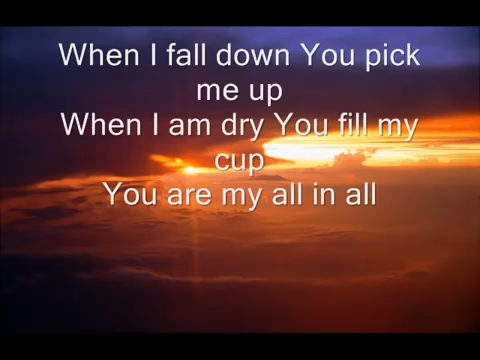 When I fall down You pick
me up
When I am dry You fill my
cup
You are my all in all